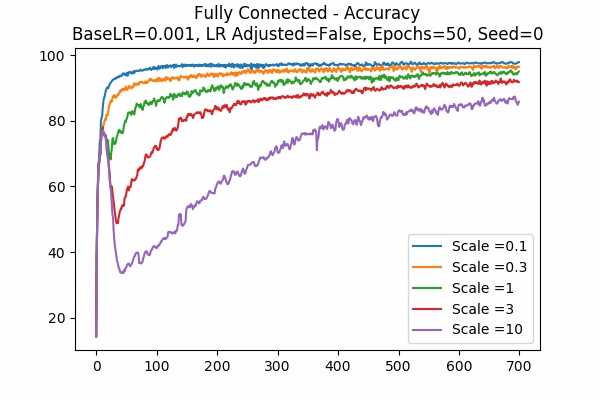 Fully Connected - Accuracy
BaseLR=0.001, LR Adjusted=False, Epochs=50, Seed=0
100
80
60
40
20
Scale =0.1
Scale =0.3
Scale =1
Scale =3
Scale =10
0 100 200 300 400 500 600 700